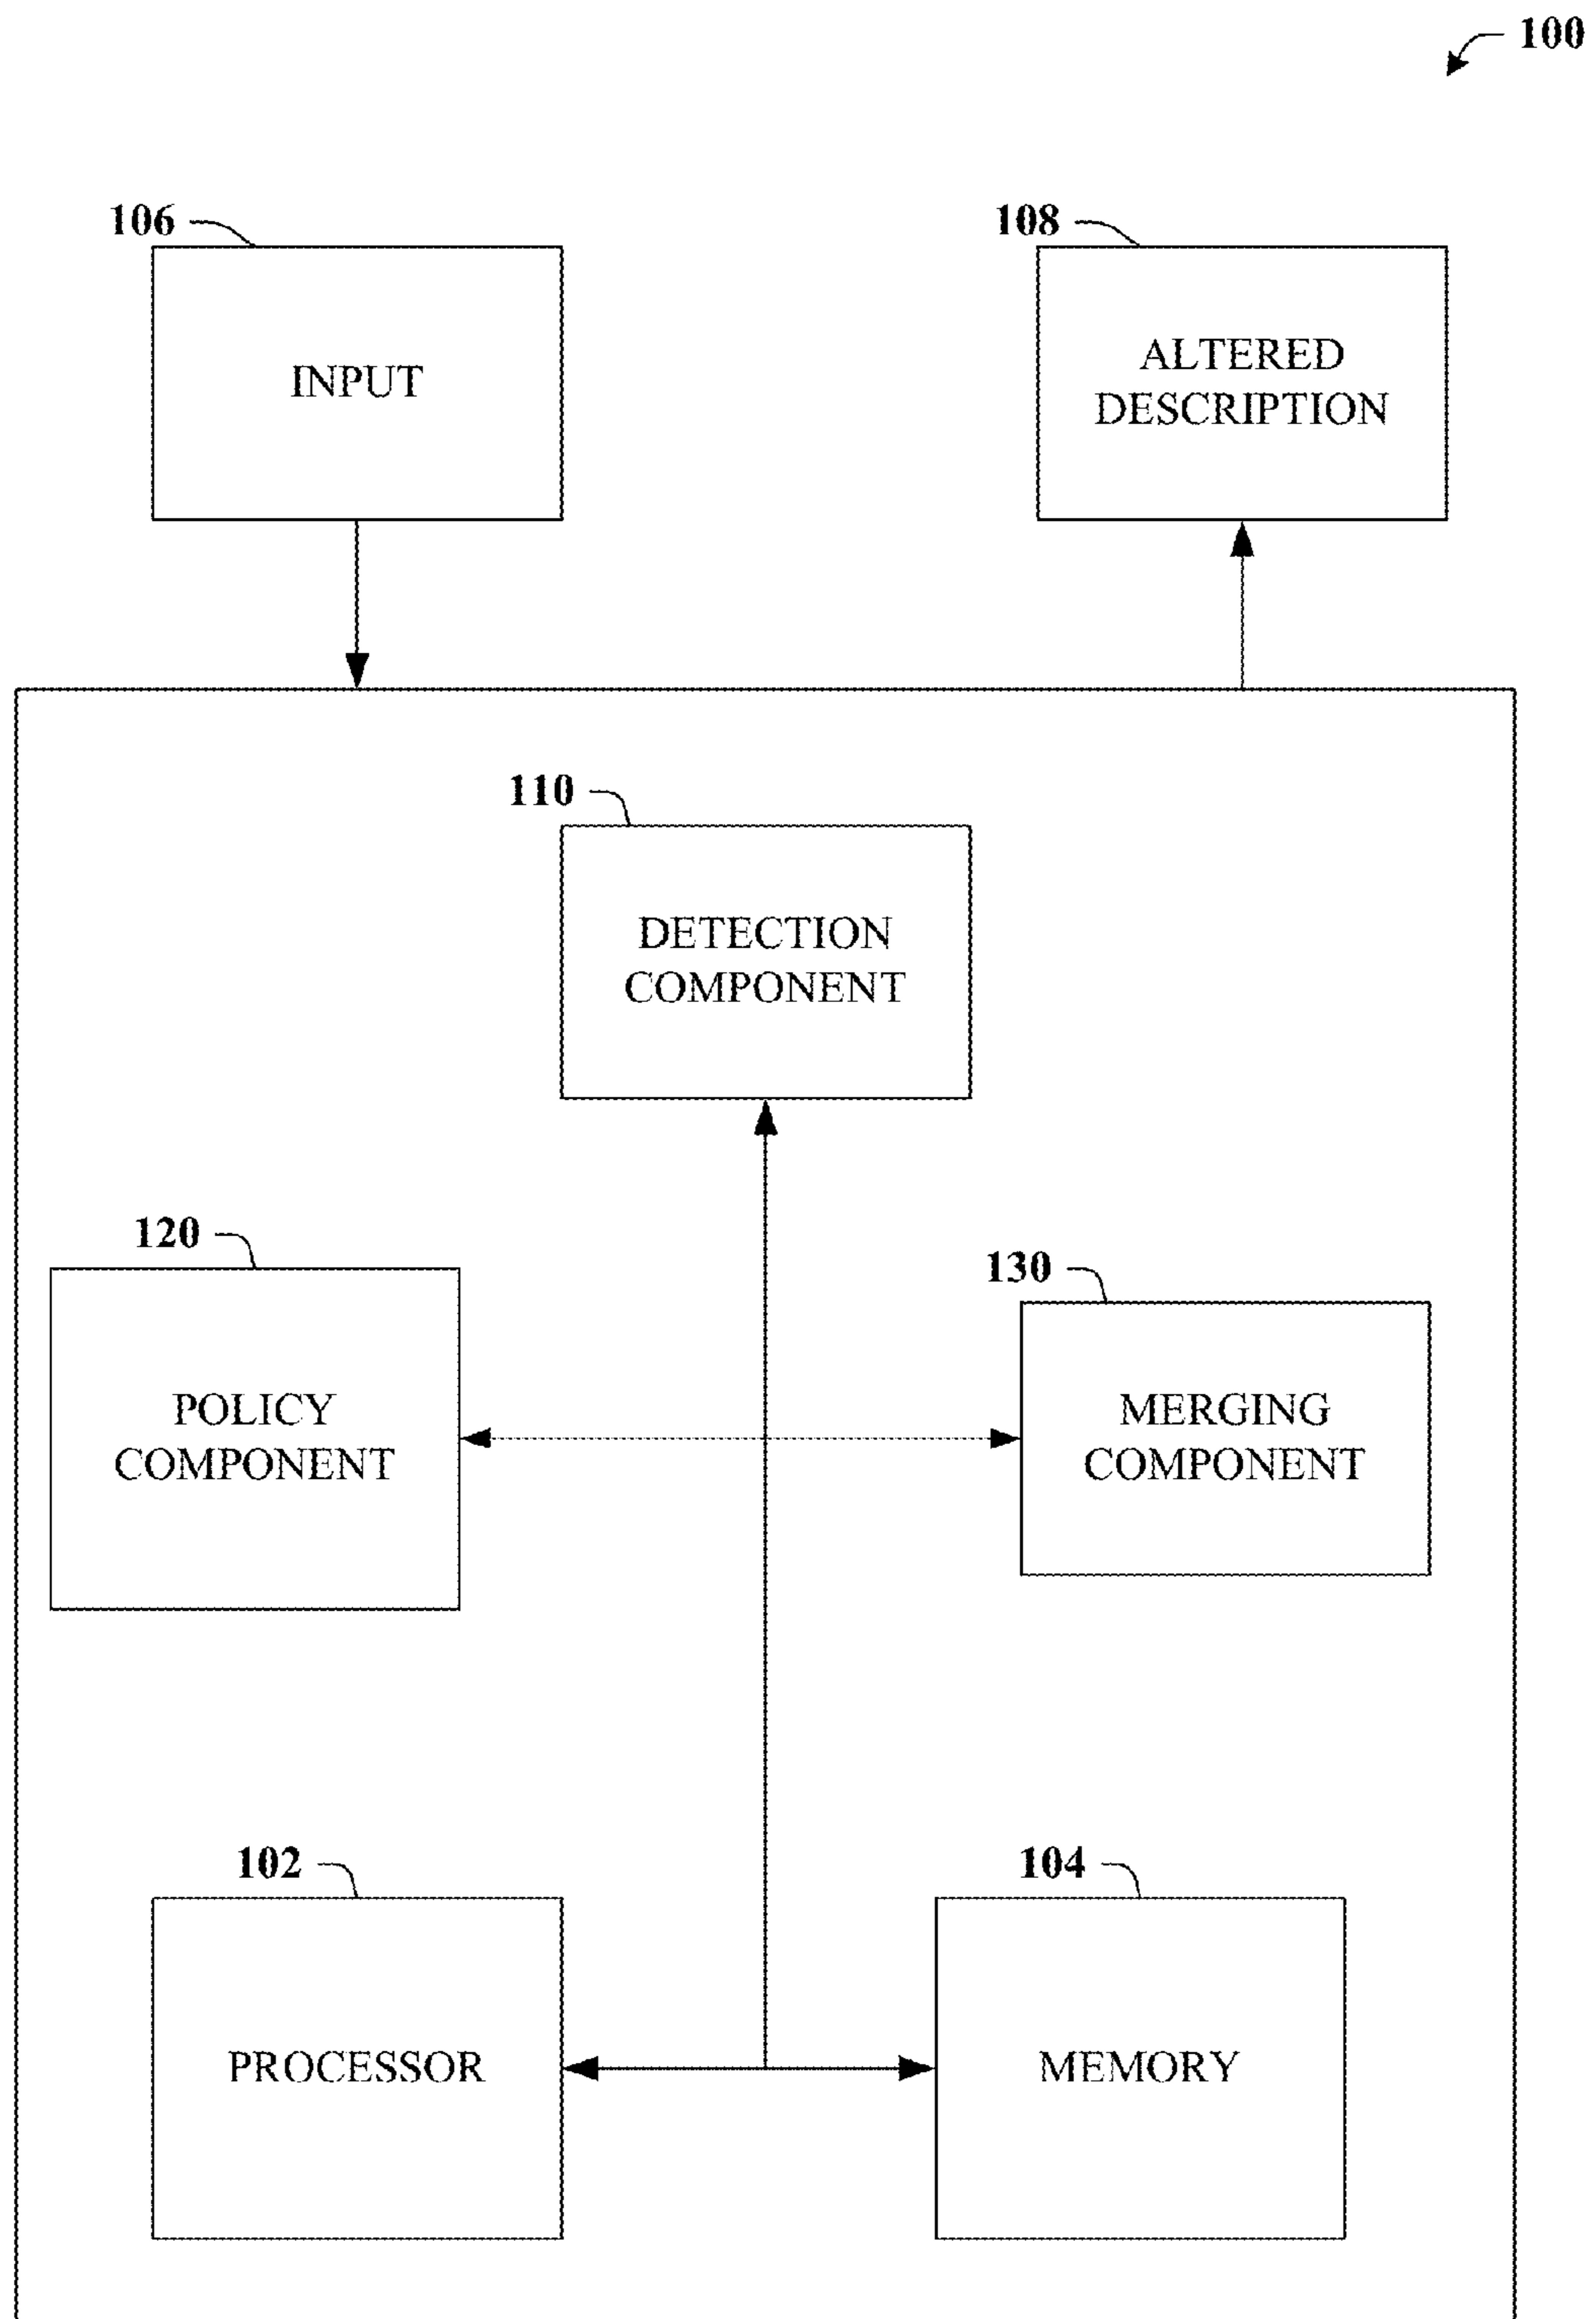 100
106
108
INPUT
ALTERED
DESCRIPTION
110
DETECTION
COMPONENT
120
130
POLICY
COMPONENT
MERGING
COMPONENT
102
104
PROCESSOR
MEMORY